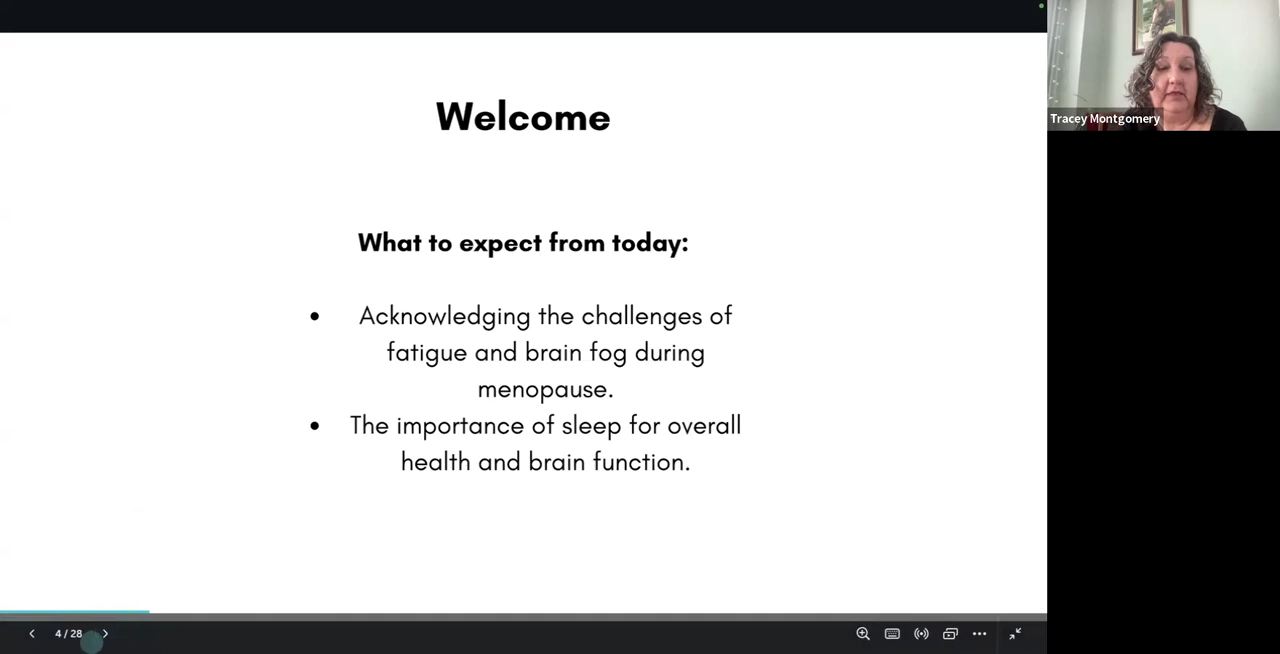 Welcome
What to expect from today:
• Acknowledging the challenges of
fatigue and brain fog during
menopause.
• The importance of sleep for overall
health and brain function.
Tracey Montgomery
4 / 28